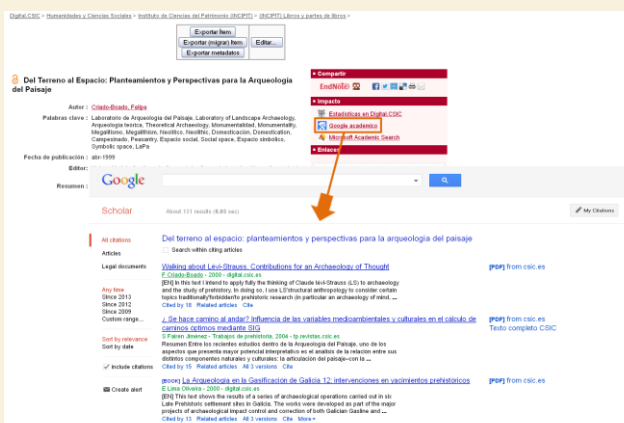 Digital.CSIC > Humanidades y Ciencias Sociales > Instituto de Ciencias del Patrimonio (INCIPIT) > (INCIPIT) Libros y partes de libros >
Exportar Ítem
Exportar (migrar) Ítem
Editar...
Exportar metadatos
Del Terreno al Espacio: Planteamientos y Perspectivas para la Arqueología
del Paisaje
Autor : Criado-Boado, Felipe
Palabras clave : Laboratorio de Arqueología del Paisaje, Laboratory of Landscape Archaeology,
Arqueología teórica, Theoretical Archaeology, Monumentalidad, Monumentality,
Megalitismo, Megalithism, Neolítico, Neolithic, Domesticación, Domestication,
Campesinado, Peasantry, Espacio social, Social space, Espacio simbólico,
Symbolic space, LaPa
Fecha de publicación : abr-1999
Editor:
Resumen :
Compartir
EndNote
Impacto
Estadísticas en Digital.CSIC
Google académico
Microsoft Academic Search
Enlaces
Google
Scholar
About 131 results (0,03 sec)
My Citations
All citations
Articles
Legal documents
Any time
Since 2013
Since 2012
Since 2009
Custom range...
Sort by relevance
Sort by date
include citations
Create alert
Del terreno al espacio: planteamientos y perspectivas para la arqueología del paisaje
Search within citing articles
Walking about Lévi-Strauss. Contributions for an Archaeology of Thought
F Criado-Boado - 2000 - digital.csic.es
[EN] In this text I intend to apply fully the thinking of Claude lévi-Strauss (LS) to archaeology
and the study of prehistory. In doing so, I use LS'structural anthropology to consider certain
topics traditionally'forbidden'to prehistoric research (in particular an archaeology of mind, ...
Cited by 18 Related articles Cite
[PDF] from csic.es
¿ Se hace camino al andar? Influencia de las variables medioambientales y culturales en el cálculo de
caminos óptimos mediante SIG
S Fairen Jimenez - Trabajos de prehistoria, 2004 - tp.revistas.csic.es
Resumen Entre los recientes estudios dentro de la Arqueología del Paisaje, uno de los
aspectos que presenta mayor potencial interpretativo es el análisis de la relación entre sus
distintos componentes naturales y culturales: la articulación del paisaje-con la ...
Cited by 15 Related articles All 3 versions Cite
[PDF] from csic.es
Texto completo CSIC
[BOOK] La Arqueología en la Gasificación de Galicia 12: intervenciones en yacimientos prehistóricos
E Lima Oliveira - 2000 - digital.csic.es
[EN] This text shows the results of a series of archaeological operations carried out in six
Late Prehistoric settlement sites in Galicia. The works were developed as part of the major
projects of archaeological impact control and correction of both Galician Gasline and ...
Cited by 13 Related articles All 3 versions Cite More
[PDF] from csic.es